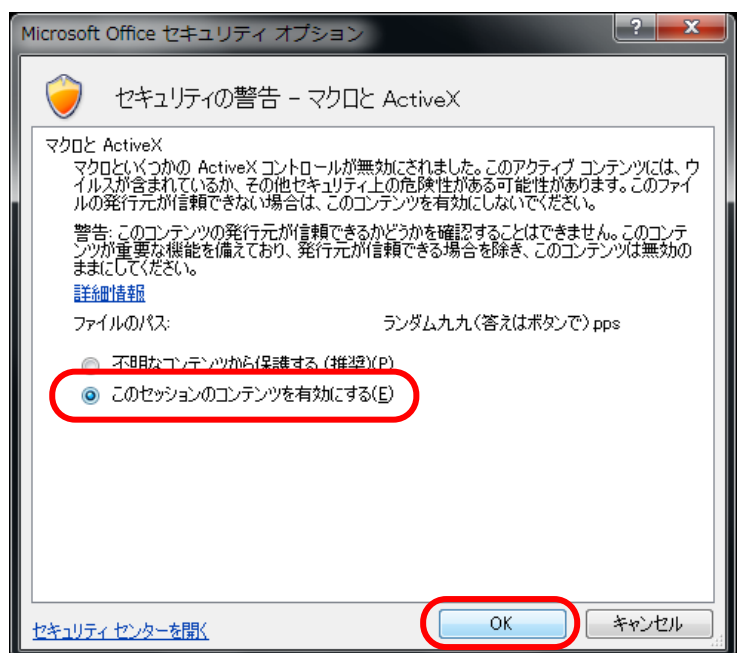 Microsoft Office セキュリティ オプション
セキュリティの警告 - マクロと ActiveX
マクロと ActiveX
マクロといくつかの ActiveX コントロールが無効にされました。このアクティブ コンテンツには、ウ
イルスが含まれているか、その他セキュリティ上の危険性がある可能性があります。このファイ
ルの発行元が信頼できない場合は、このコンテンツを有効にしないでください。
警告: このコンテンツの発行元が信頼できるかどうかを確認することはできません。このコンテ
ンツが重要な機能を備えており、発行元が信頼できる場合を除き、このコンテンツは無効の
ままにしてください。
詳細情報
ファイルのパス: ランダム九九(答えはボタンで) pps
不明なコンテンツから保護する (推奨)(P)
このセッションのコンテンツを有効にする(E)
セキュリティ センターを開く OK キャンセル